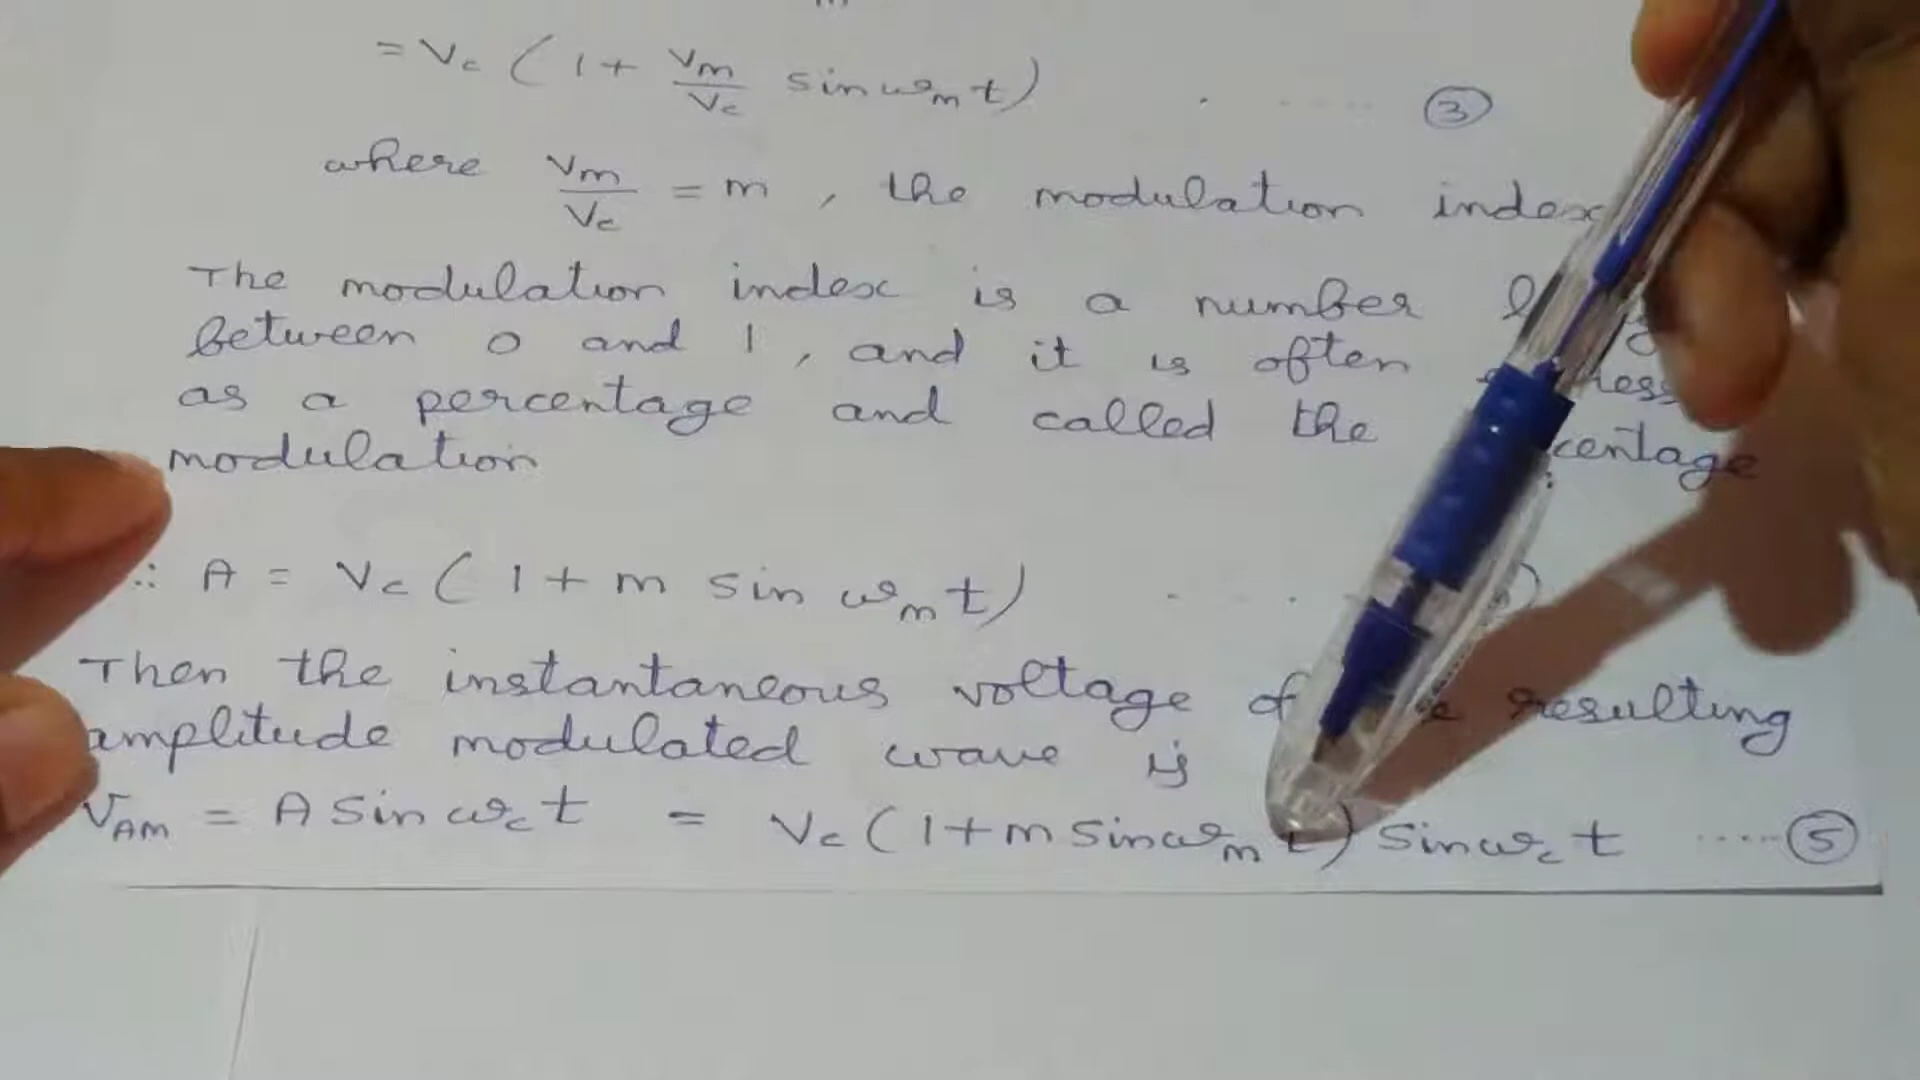 = Vc ( 1 + Vm/Vc sin ωm t ) . ..... ③
where Vm/Vc = m , the modulation index
The modulation index is a number
between 0 and 1 , and it is often
as a percentage and called the
modulation
∴ A = Vc ( 1 + m sin ωm t )
Then the instantaneous voltage of resulting
amplitude modulated wave is
VAM = A sin ωc t = Vc ( 1 + m sin ωm t ) sin ωc t ..... ⑤